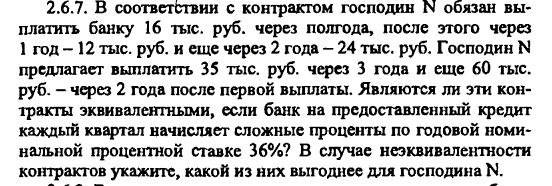 2.6.7. В соответствии с контрактом господин N обязан вы-
платить банку 16 тыс. руб. через полгода, после этого через
1 год – 12 тыс. руб. и еще через 2 года – 24 тыс. руб. Господин N
предлагает выплатить 35 тыс. руб. через 3 года и еще 60 тыс.
руб. – через 2 года после первой выплаты. Являются ли эти кон-
тракты эквивалентными, если банк на предоставленный кредит
каждый квартал начисляет сложные проценты по годовой номи-
нальной процентной ставке 36%? В случае неэквивалентности
контрактов укажите, какой из них выгоднее для господина N.